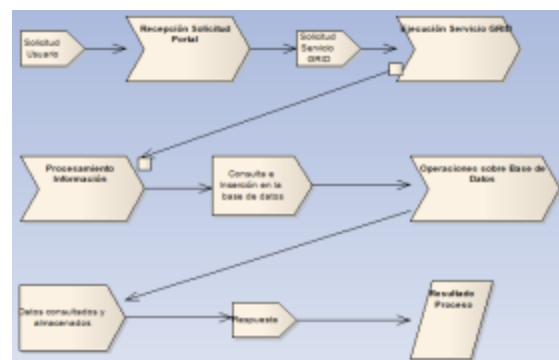 Solicitud
Usuario
Recepción Solicitud
Portal
Solicitud
Servicio
GRID
Ejecución Servicio GRID
Procesamiento
Información
Consulta e
Inserción en la
base de datos
Operaciones sobre Base de
Datos
Datos consultados y
almacenados
Respuesta
Resultado
Proceso